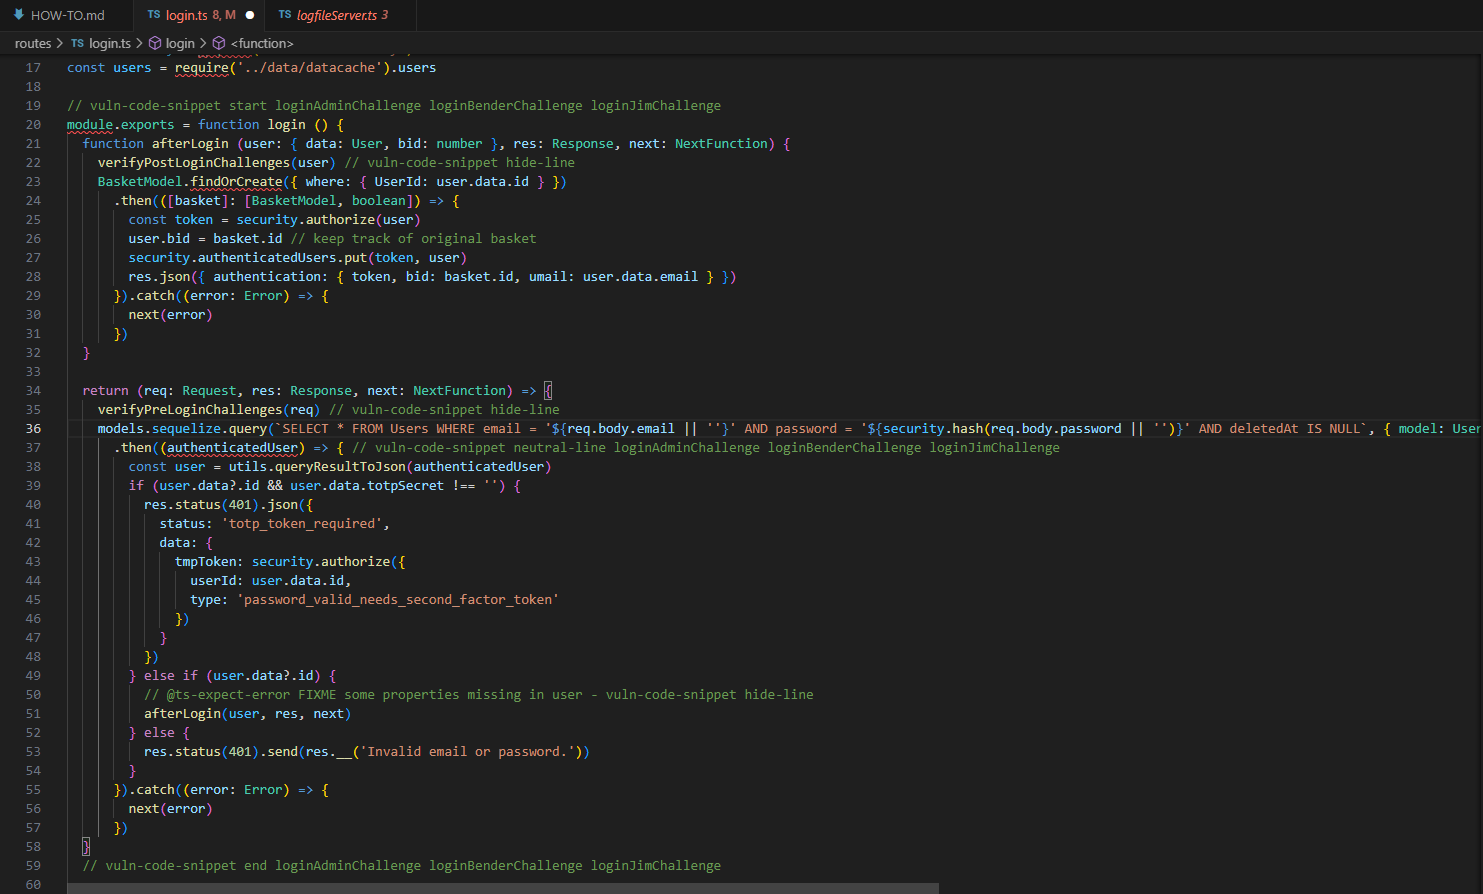 HOW-TO.md
TS login.ts 8, M
TS logfileServer.ts 3
routes > TS login.ts > login > <function>
17 const users = require('../data/datacache').users
18
19 // vuln-code-snippet start loginAdminChallenge loginBenderChallenge loginJimChallenge
20 module.exports = function login () {
21 function afterLogin (user: { data: User, bid: number }, res: Response, next: NextFunction) {
22 verifyPostLoginChallenges(user) // vuln-code-snippet hide-line
23 BasketModel.findOrCreate({ where: { UserId: user.data.id } })
24 .then(([basket]: [BasketModel, boolean]) => {
25 const token = security.authorize(user)
26 user.bid = basket.id // keep track of original basket
27 security.authenticatedUsers.put(token, user)
28 res.json({ authentication: { token, bid: basket.id, umail: user.data.email } })
29 }).catch((error: Error) => {
30 next(error)
31 })
32 }
33
34 return (req: Request, res: Response, next: NextFunction) => {
35 verifyPreLoginChallenges(req) // vuln-code-snippet hide-line
36 models.sequelize.query(`SELECT * FROM Users WHERE email = '${req.body.email || ''}' AND password = '${security.hash(req.body.password || '')}' AND deletedAt IS NULL`, { model: User
37 .then((authenticatedUser) => { // vuln-code-snippet neutral-line loginAdminChallenge loginBenderChallenge loginJimChallenge
38 const user = utils.queryResultToJson(authenticatedUser)
39 if (user.data?.id && user.data.totpSecret !== '') {
40 res.status(401).json({
41 status: 'totp_token_required',
42 data: {
43 tmpToken: security.authorize({
44 userId: user.data.id,
45 type: 'password_valid_needs_second_factor_token'
46 })
47 }
48 })
49 } else if (user.data?.id) {
50 // @ts-expect-error FIXME some properties missing in user - vuln-code-snippet hide-line
51 afterLogin(user, res, next)
52 } else {
53 res.status(401).send(res.__('Invalid email or password.'))
54 }
55 }).catch((error: Error) => {
56 next(error)
57 })
58 }
59 // vuln-code-snippet end loginAdminChallenge loginBenderChallenge loginJimChallenge
60